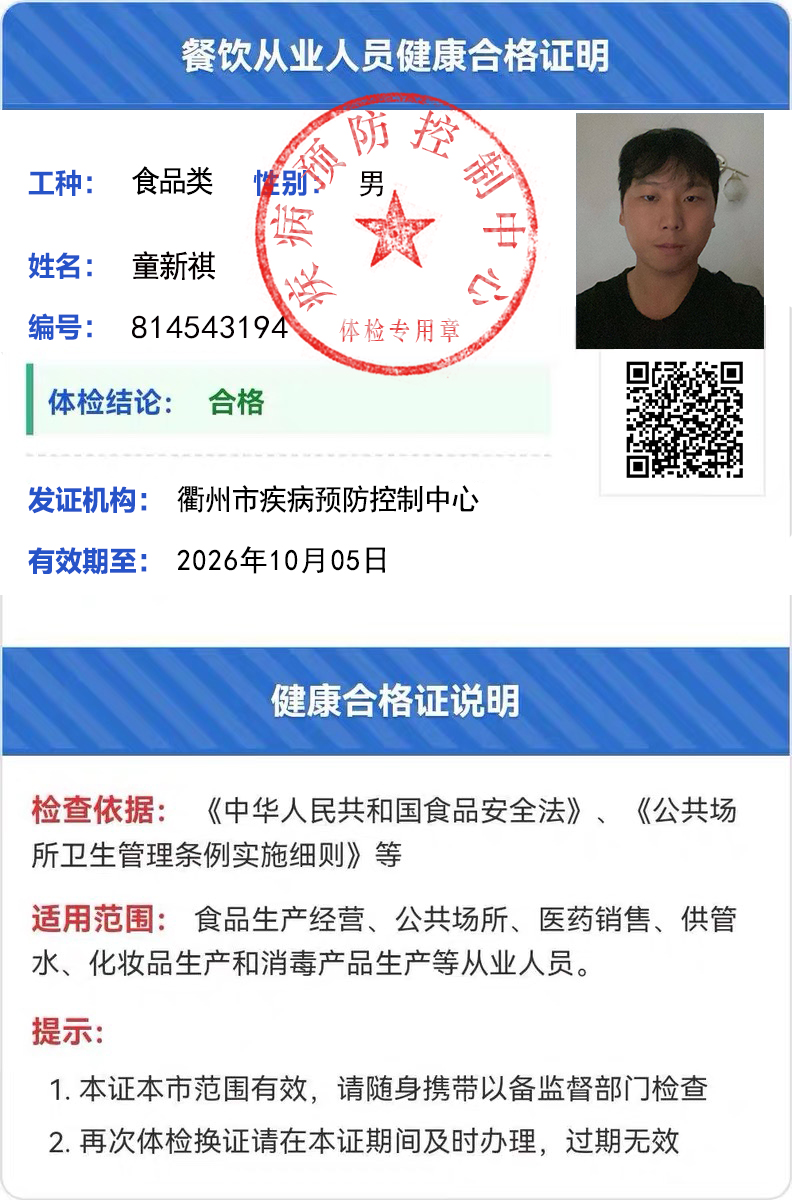 餐饮从业人员健康合格证明
工种： 食品类 性别： 男
姓名： 童新祺
编号： 814543194
疾病预防控制中心
体检专用章
体检结论： 合格
发证机构： 衢州市疾病预防控制中心
有效期至： 2026年10月05日
健康合格证说明
检查依据： 《中华人民共和国食品安全法》、《公共场
所卫生管理条例实施细则》等
适用范围： 食品生产经营、公共场所、医药销售、供管
水、化妆品生产和消毒产品生产等从业人员。
提示：
1. 本证本市范围有效，请随身携带以备监督部门检查
2. 再次体检换证请在本证期间及时办理，过期无效